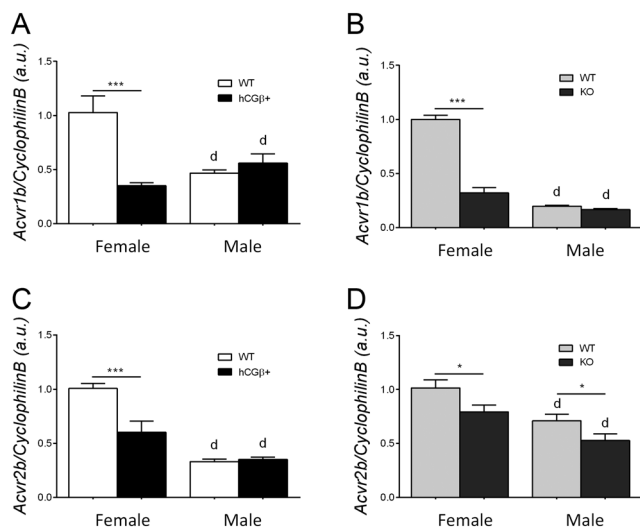 A
Acvr1b/CyclophilinB (a.u.)
1.5
1.0
0.5
0.0
WT
hCGβ+
***
d
d
Female
Male
B
Acvr1b/CyclophilinB (a.u.)
1.5
1.0
0.5
0.0
WT
KO
***
d
d
Female
Male
C
Acvr2b/CyclophilinB (a.u.)
1.5
1.0
0.5
0.0
WT
hCGβ+
***
d
d
Female
Male
D
Acvr2b/CyclophilinB (a.u.)
1.5
1.0
0.5
0.0
WT
KO
*
*
d
d
Female
Male